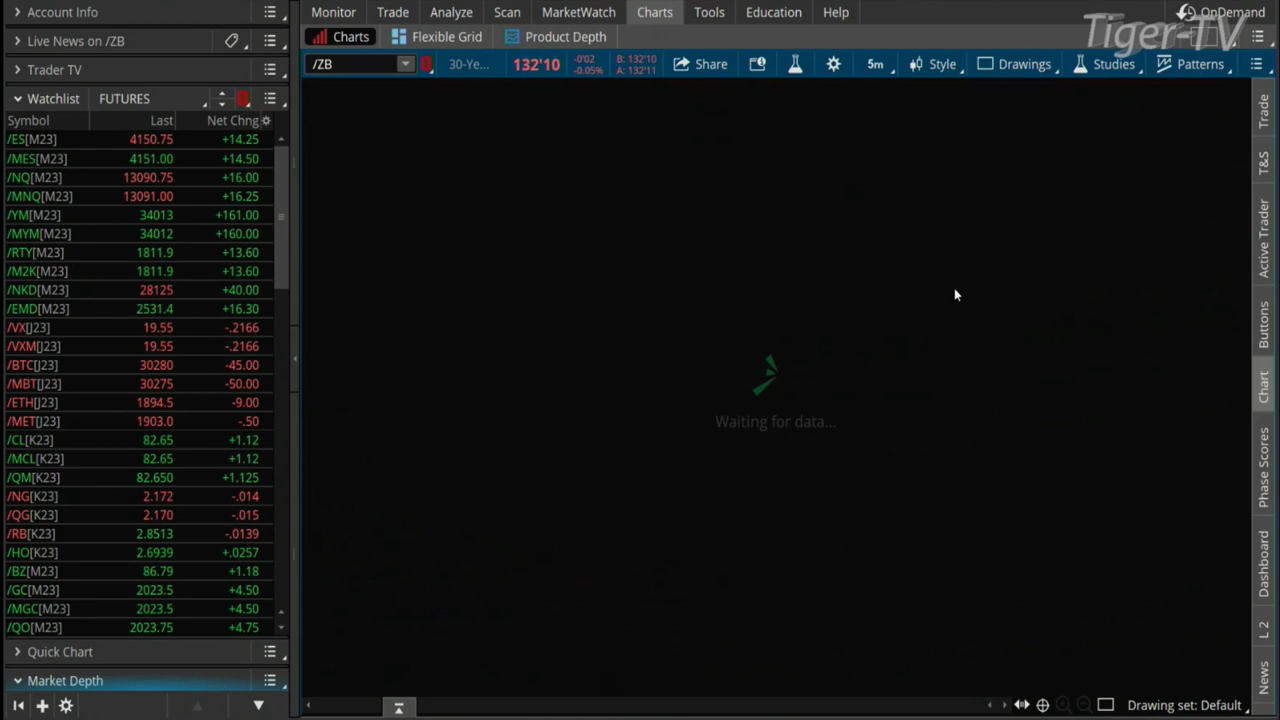 Account Info
Monitor Trade Analyze Scan MarketWatch Charts Tools Education Help
OnDemand
Tiger-TV
Live News on /ZB
Charts Flexible Grid Product Depth
Trader TV
/ZB 30-Ye... 132'10 -0'02 -0.05% B: 132'10 A: 132'11 Share 5m Style Drawings Studies Patterns
Watchlist FUTURES
Symbol Last Net Chng
/ES[M23] 4150.75 +14.25
/MES[M23] 4151.00 +14.50
/NQ[M23] 13090.75 +16.00
/MNQ[M23] 13091.00 +16.25
/YM[M23] 34013 +161.00
/MYM[M23] 34012 +160.00
/RTY[M23] 1811.9 +13.60
/M2K[M23] 1811.9 +13.60
/NKD[M23] 28125 +40.00
/EMD[M23] 2531.4 +16.30
/VX[J23] 19.55 -.2166
/VXM[J23] 19.55 -.2166
/BTC[J23] 30280 -45.00
/MBT[J23] 30275 -50.00
/ETH[J23] 1894.5 -9.00
/MET[J23] 1903.0 -.50
/CL[K23] 82.65 +1.12
/MCL[K23] 82.65 +1.12
/QM[K23] 82.650 +1.125
/NG[K23] 2.172 -.014
/QG[K23] 2.170 -.015
/RB[K23] 2.8513 -.0139
/HO[K23] 2.6939 +.0257
/BZ[M23] 86.79 +1.18
/GC[M23] 2023.5 +4.50
/MGC[M23] 2023.5 +4.50
/QO[M23] 2023.75 +4.75
Quick Chart
Market Depth
Waiting for data...
Trade
T&S
Active Trader
Buttons
Chart
Phase Scores
Dashboard
L 2
News
Drawing set: Default